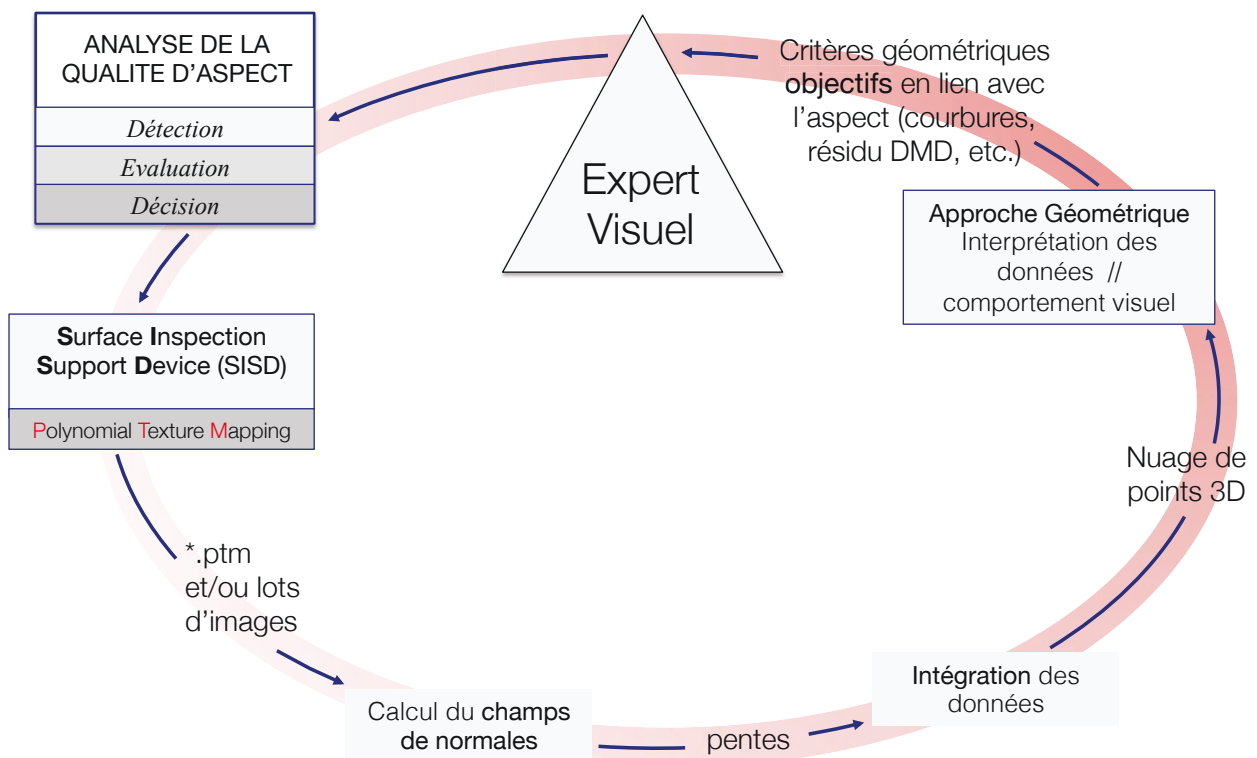 ANALYSE DE LA
QUALITE D'ASPECT
Détection
Evaluation
Décision
Surface Inspection
Support Device (SISD)
Polynomial Texture Mapping
*.ptm
et/ou lots
d'images
Calcul du champs
de normales
pentes
Intégration des
données
Nuage de
points 3D
Approche Géométrique
Interprétation des
données //
comportement visuel
Critères géométriques
objectifs en lien avec
l'aspect (courbures,
résidu DMD, etc.)
Expert
Visuel